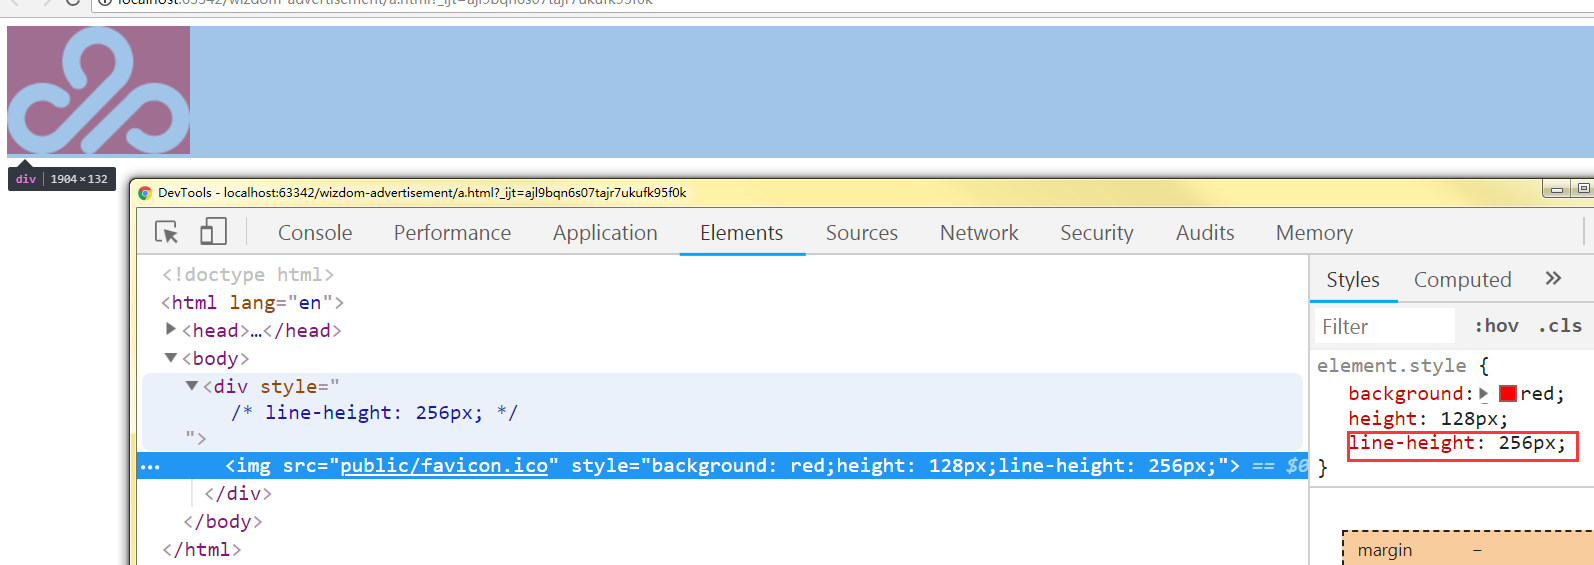 localhost:63342/wizdom-advertisement/a.html?_ijt=ajl9bqn6s07tajr7ukufk95f0k
div 1904×132
DevTools - localhost:63342/wizdom-advertisement/a.html?_ijt=ajl9bqn6s07tajr7ukufk95f0k
Console Performance Application Elements Sources Network Security Audits Memory
<!doctype html>
<html lang="en">
<head>…</head>
<body>
<div style="
/* line-height: 256px; */
">
<img src="public/favicon.ico" style="background: red;height: 128px;line-height: 256px;"> == $0
</div>
</body>
</html>
Styles Computed »
Filter :hov .cls
element.style {
background: red;
height: 128px;
line-height: 256px;
}
margin –